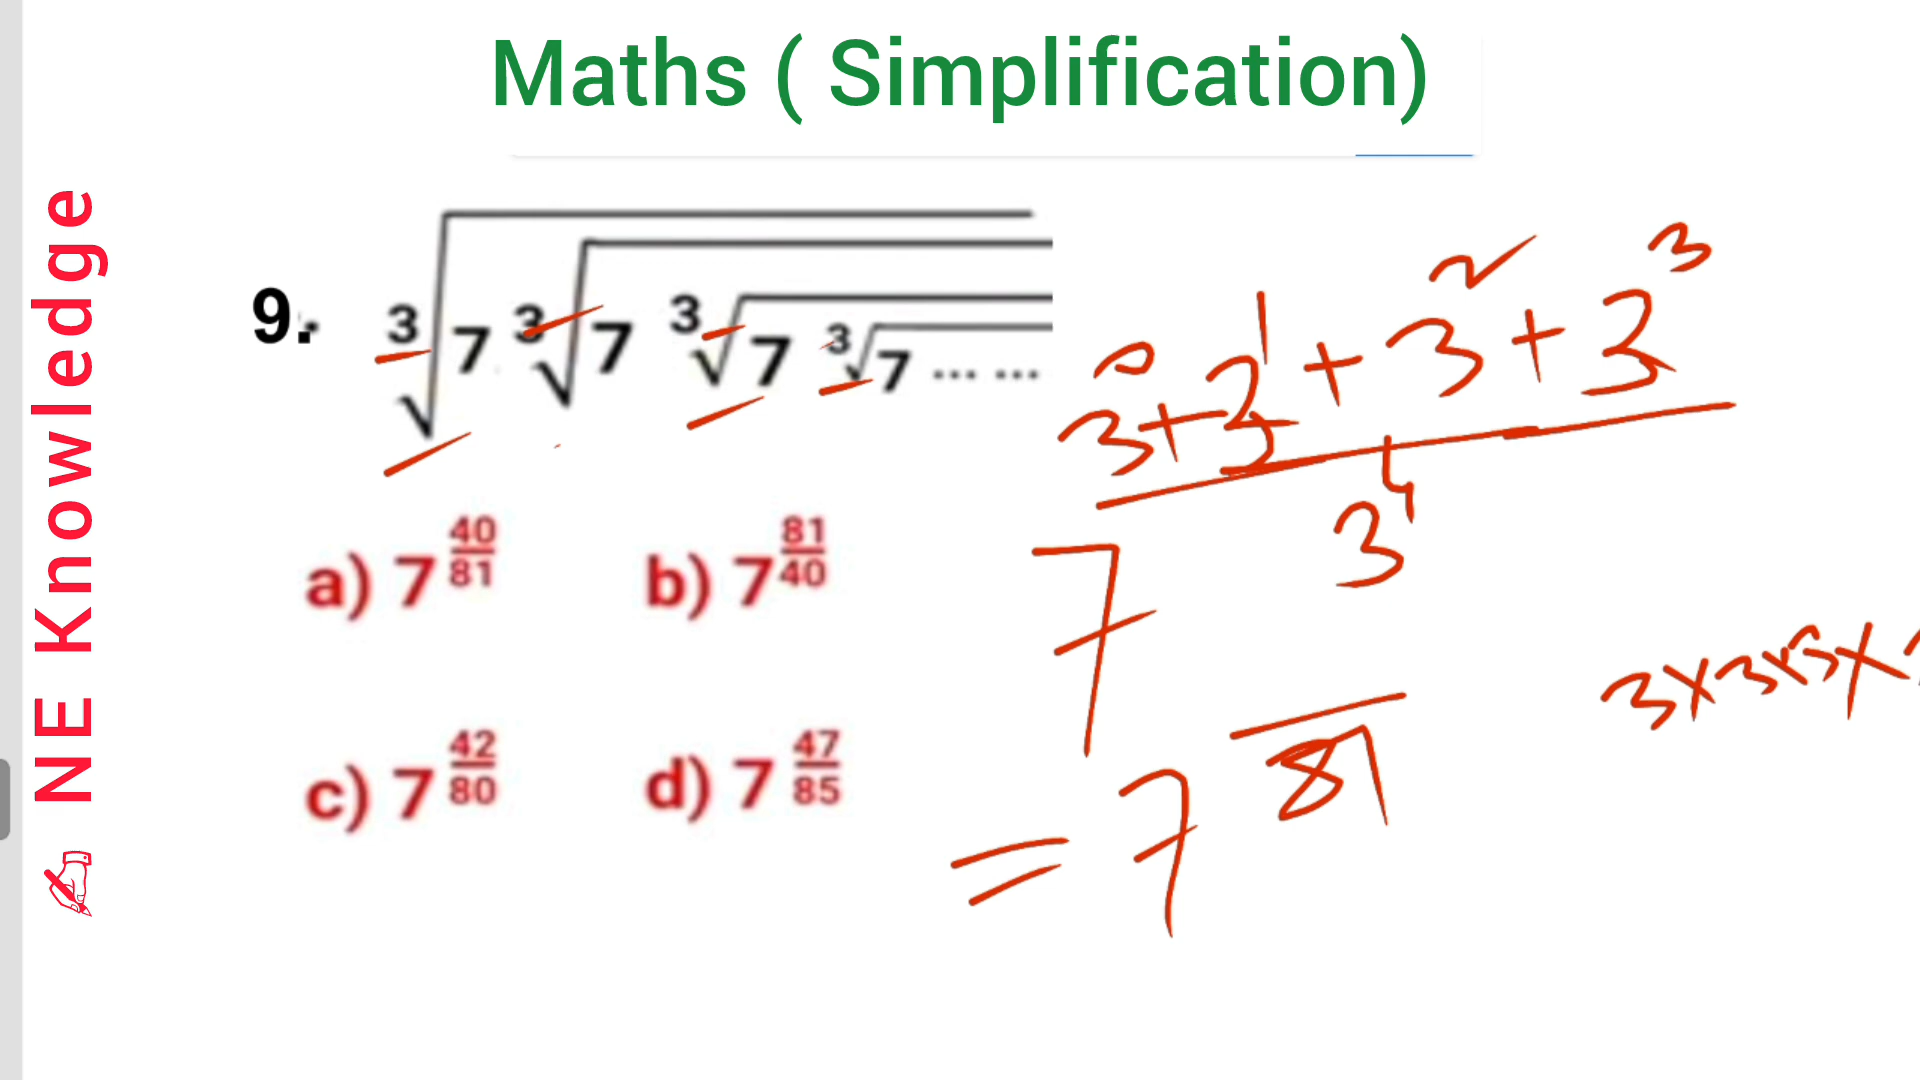 Maths ( Simplification)
NE Knowledge
9. ∛7 ∛7 ∛7 ∛7 ... ...
3⁰ + 3¹ + 3² + 3³
3⁴
7
a) 7^(40/81) b) 7^(81/40)
3×3×3×
= 7 81
c) 7^(42/80) d) 7^(47/85)